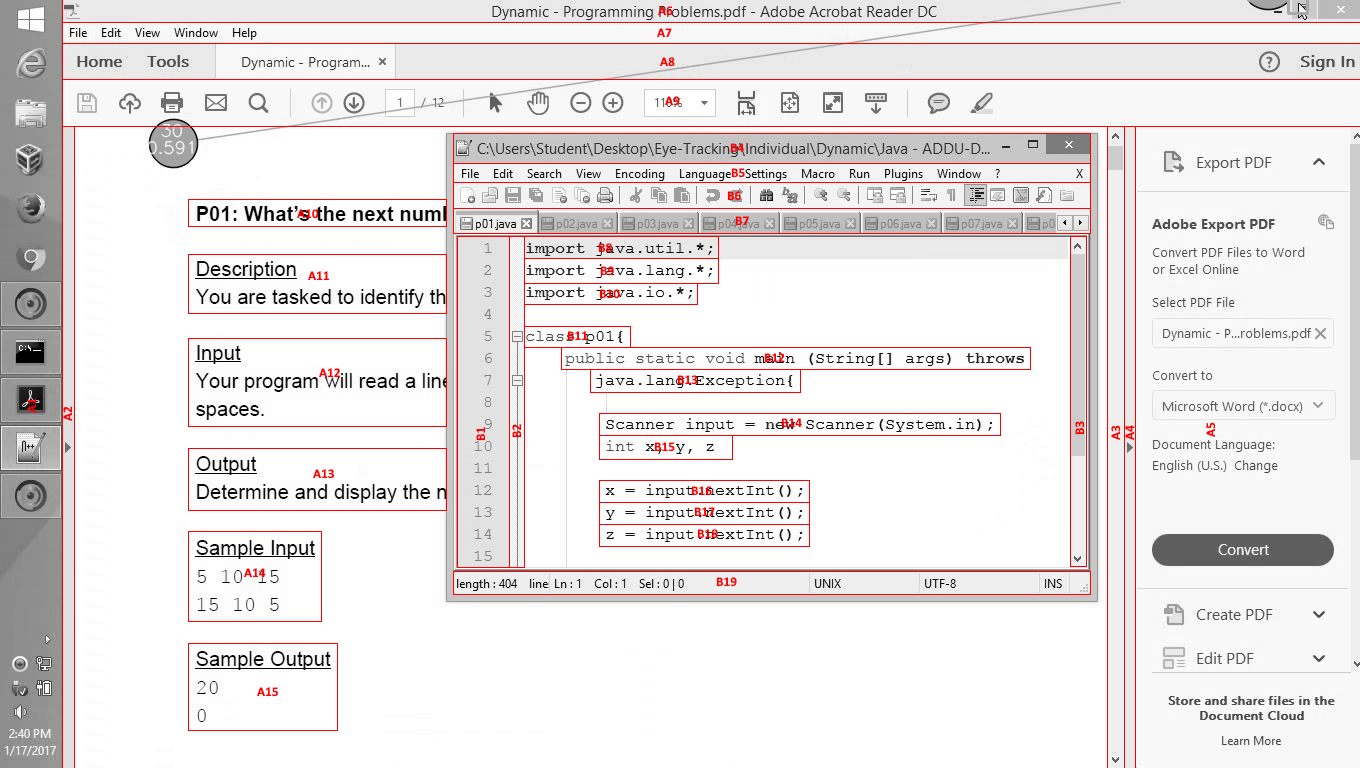 Dynamic - Programming Problems.pdf - Adobe Acrobat Reader DC
A6
File Edit View Window Help
A7
Home Tools Dynamic - Program... × Sign In
A8
1 / 12
A9
30
0.591
P01: What's the next numb
A10
Description
A11
You are tasked to identify th
Input
A12
Your program will read a line
spaces.
Output
A13
Determine and display the n
Sample Input
5 10 15
A14
15 10 5
Sample Output
20
A15
0
A2
2:40 PM
1/17/2017
C:\Users\Student\Desktop\Eye-Tracking\Individual\Dynamic\Java - ADDU-D...
B4
File Edit Search View Encoding Language Settings Macro Run Plugins Window ? X
B5
B6
p01.java p02.java p03.java p04.java p05.java p06.java p07.java p0
B7
1 import java.util.*;
B8
2 import java.lang.*;
B9
3 import java.io.*;
B10
4
5 class p01{
B11
6 public static void main (String[] args) throws
B12
7 java.lang.Exception{
B13
8
9 Scanner input = new Scanner(System.in);
B14
10 int x, y, z
B15
11
12 x = input.nextInt();
B16
13 y = input.nextInt();
B17
14 z = input.nextInt();
B18
15
B1
B2
B3
length : 404 line Ln : 1 Col : 1 Sel : 0 | 0 UNIX UTF-8 INS
B19
A3
A4
Export PDF
Adobe Export PDF
Convert PDF Files to Word
or Excel Online
Select PDF File
Dynamic - P...roblems.pdf ×
Convert to
Microsoft Word (*.docx)
A5
Document Language:
English (U.S.) Change
Convert
Create PDF
Edit PDF
Store and share files in the
Document Cloud
Learn More